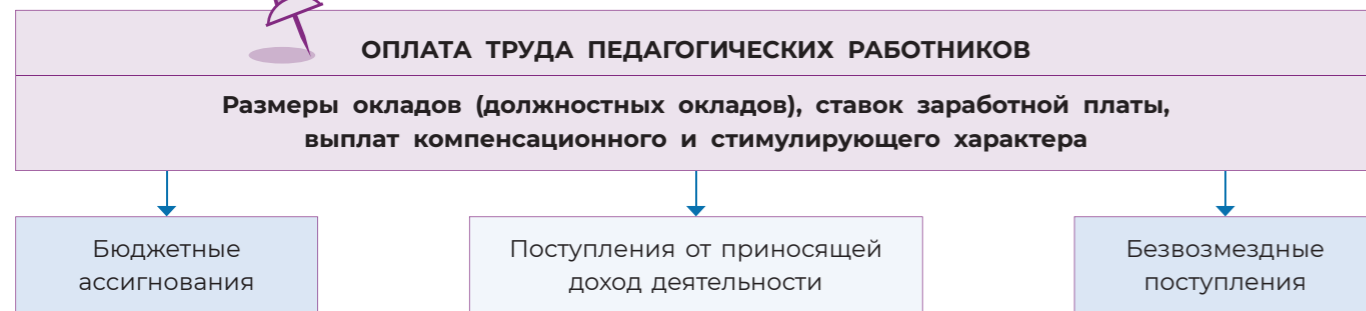 ОПЛАТА ТРУДА ПЕДАГОГИЧЕСКИХ РАБОТНИКОВ
Размеры окладов (должностных окладов), ставок заработной платы,
выплат компенсационного и стимулирующего характера
Бюджетные
ассигнования
Поступления от приносящей
доход деятельности
Безвозмездные
поступления